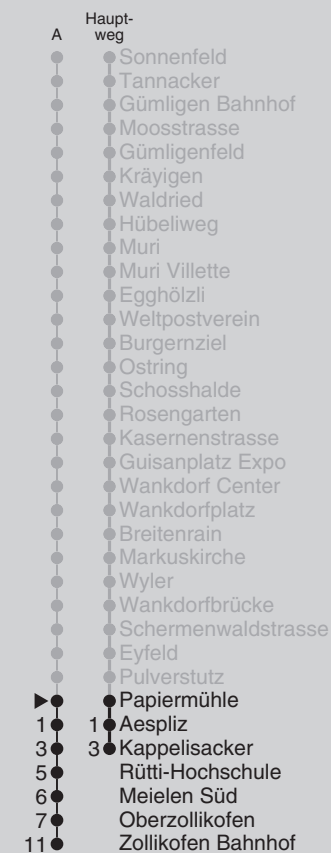 A Haupt-
weg
Sonnenfeld
Tannacker
Gümligen Bahnhof
Moosstrasse
Gümligenfeld
Kräyigen
Waldried
Hübeliweg
Muri
Muri Villette
Egghölzli
Weltpostverein
Burgernziel
Ostring
Schosshalde
Rosengarten
Kasernenstrasse
Guisanplatz Expo
Wankdorf Center
Wankdorfplatz
Breitenrain
Markuskirche
Wyler
Wankdorfbrücke
Schermenwaldstrasse
Eyfeld
Pulverstutz
Papiermühle
1 1 Aespliz
3 3 Kappelisacker
5 Rütti-Hochschule
6 Meielen Süd
7 Oberzollikofen
11 Zollikofen Bahnhof